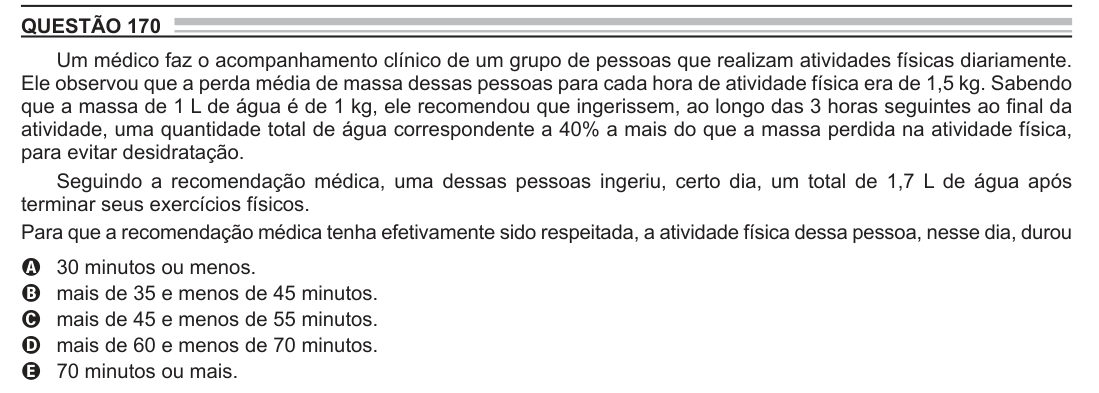 QUESTÃO 170
Um médico faz o acompanhamento clínico de um grupo de pessoas que realizam atividades físicas diariamente.
Ele observou que a perda média de massa dessas pessoas para cada hora de atividade física era de 1,5 kg. Sabendo
que a massa de 1 L de água é de 1 kg, ele recomendou que ingerissem, ao longo das 3 horas seguintes ao final da
atividade, uma quantidade total de água correspondente a 40% a mais do que a massa perdida na atividade física,
para evitar desidratação.
Seguindo a recomendação médica, uma dessas pessoas ingeriu, certo dia, um total de 1,7 L de água após
terminar seus exercícios físicos.
Para que a recomendação médica tenha efetivamente sido respeitada, a atividade física dessa pessoa, nesse dia, durou
A 30 minutos ou menos.
B mais de 35 e menos de 45 minutos.
C mais de 45 e menos de 55 minutos.
D mais de 60 e menos de 70 minutos.
E 70 minutos ou mais.